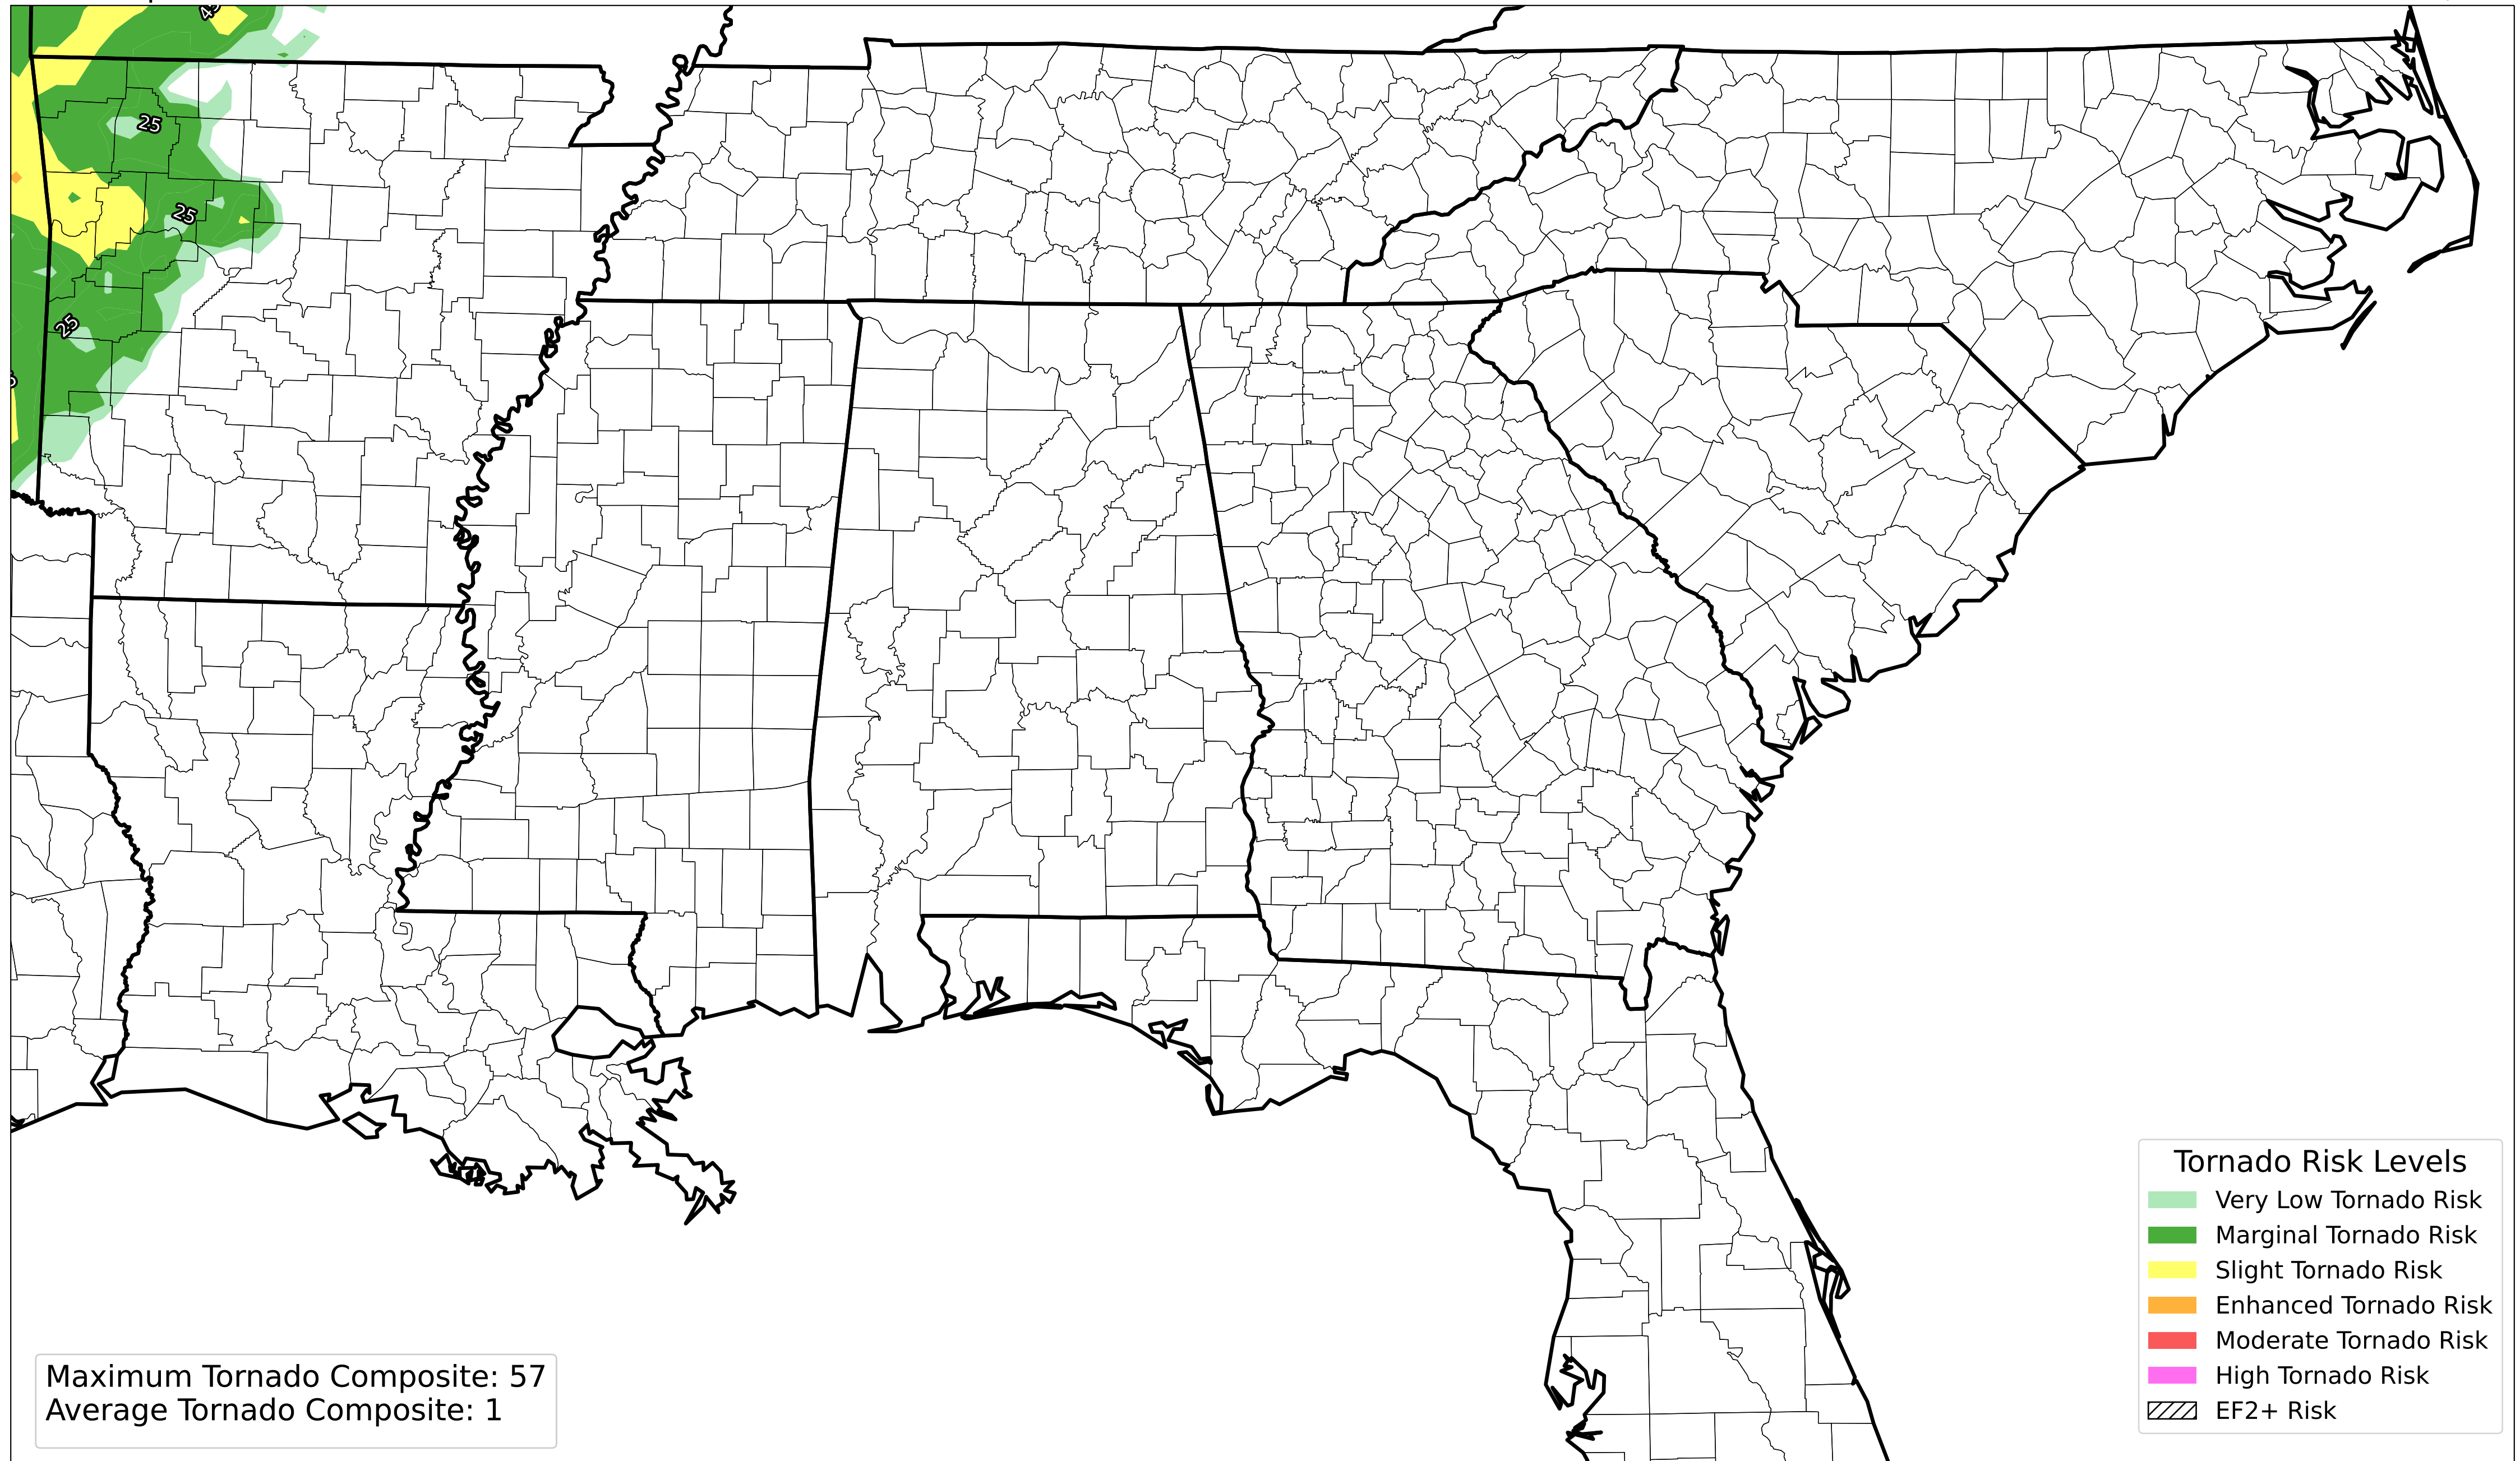 45
25
25
25
Tornado Risk Levels
Very Low Tornado Risk
Marginal Tornado Risk
Slight Tornado Risk
Enhanced Tornado Risk
Moderate Tornado Risk
High Tornado Risk
EF2+ Risk
Maximum Tornado Composite: 57
Average Tornado Composite: 1